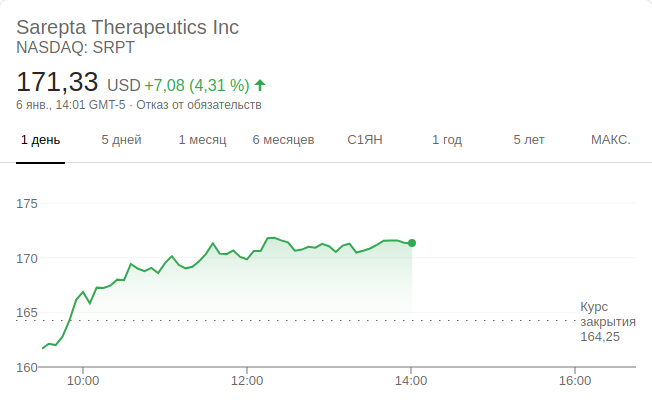 Sarepta Therapeutics Inc
NASDAQ: SRPT
171,33 USD +7,08 (4,31 %)
6 янв., 14:01 GMT-5 · Отказ от обязательств
1 день 5 дней 1 месяц 6 месяцев С1ЯН 1 год 5 лет МАКС.
175
170
165
Курс
закрытия
164,25
160
10:00 12:00 14:00 16:00